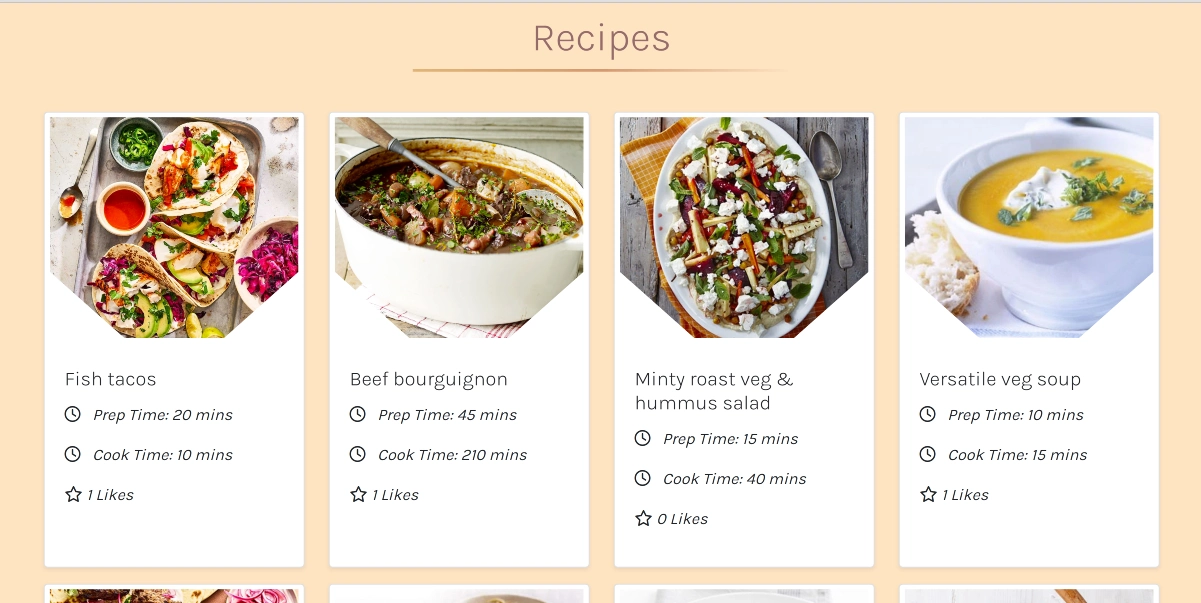 Recipes
Fish tacos
Prep Time: 20 mins
Cook Time: 10 mins
1 Likes
Beef bourguignon
Prep Time: 45 mins
Cook Time: 210 mins
1 Likes
Minty roast veg &
hummus salad
Prep Time: 15 mins
Cook Time: 40 mins
0 Likes
Versatile veg soup
Prep Time: 10 mins
Cook Time: 15 mins
1 Likes